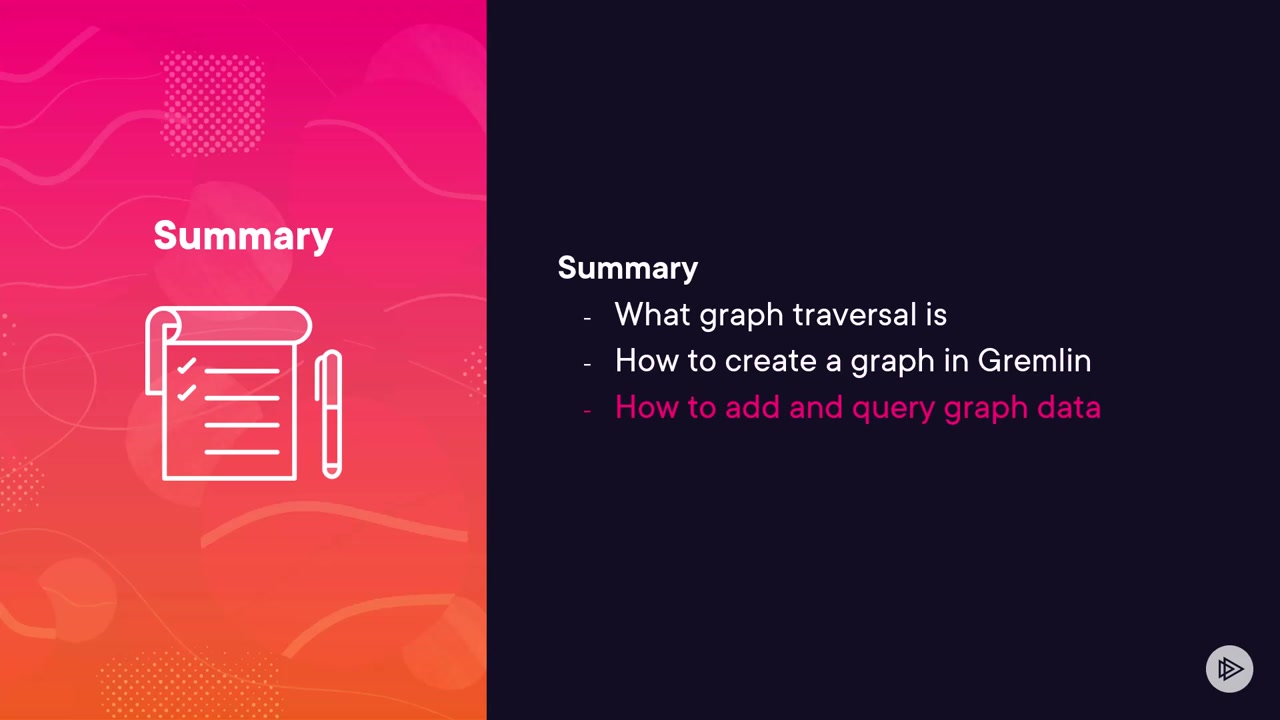 Summary
Summary
- What graph traversal is
- How to create a graph in Gremlin
- How to add and query graph data